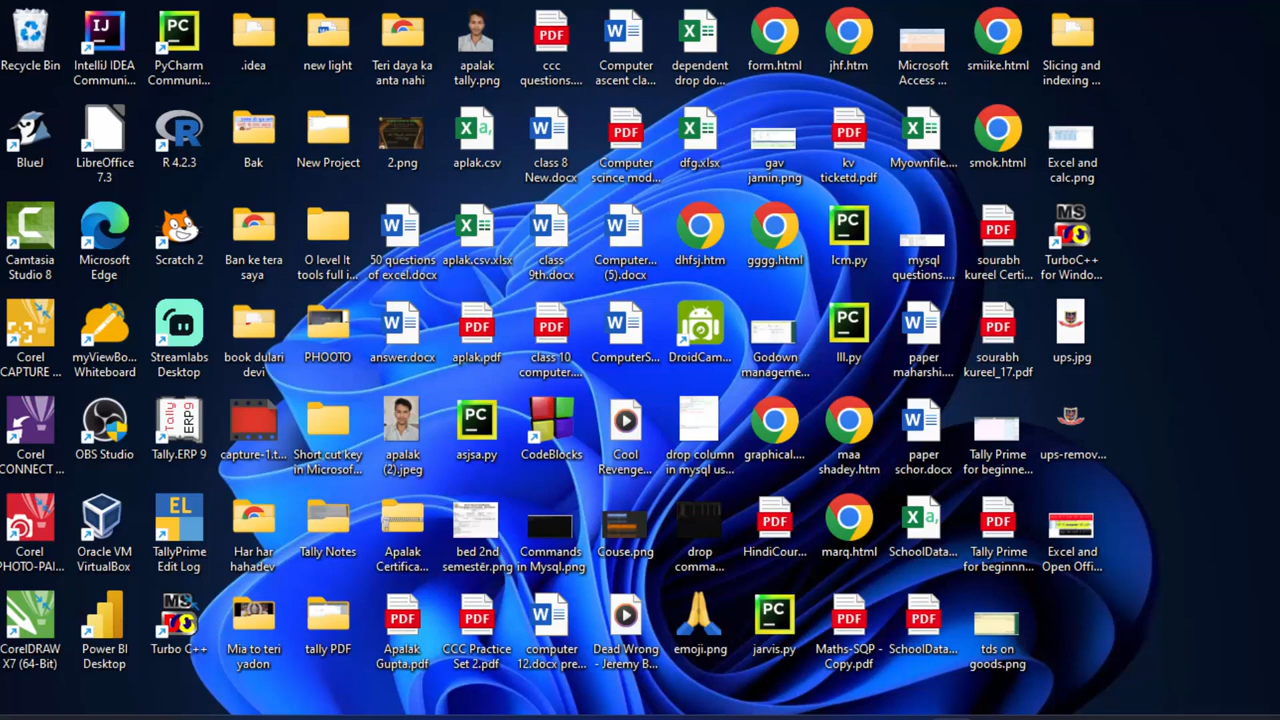 Recycle Bin
IntelliJ IDEA
Communi...
PyCharm
Communi...
.idea
new light
Teri daya ka
anta nahi
apalak
tally.png
ccc
questions....
Computer
ascent cla...
dependent
drop do...
form.html
jhf.htm
Microsoft
Access ...
smiike.html
Slicing and
indexing ...
BlueJ
LibreOffice
7.3
R 4.2.3
Bak
New Project
2.png
aplak.csv
class 8
New.docx
Computer
scince mod...
dfg.xlsx
gav
jamin.png
kv
ticketd.pdf
Myownfile....
smok.html
Excel and
calc.png
Camtasia
Studio 8
Microsoft
Edge
Scratch 2
Ban ke tera
saya
O level It
tools full i...
50 questions
of excel.docx
aplak.csv.xlsx
class
9th.docx
Computer...
(5).docx
dhfsj.htm
gggg.html
lcm.py
mysql
questions....
sourabh
kureel Certi...
TurboC++
for Windo...
Corel
CAPTURE ...
myViewBo...
Whiteboard
Streamlabs
Desktop
book dulari
devi
PHOOTO
answer.docx
aplak.pdf
class 10
computer....
ComputerS...
DroidCam...
Godown
manageme...
lll.py
paper
maharshi....
sourabh
kureel_17.pdf
ups.jpg
Corel
CONNECT ...
OBS Studio
Tally.ERP 9
capture-1.t...
Short cut key
in Microsof...
apalak
(2).jpeg
asjsa.py
CodeBlocks
Cool
Revenge...
drop column
in mysql us...
graphical....
maa
shadey.htm
paper
schor.docx
Tally Prime
for beginne...
ups-remov...
Corel
PHOTO-PAI...
Oracle VM
VirtualBox
TallyPrime
Edit Log
Har har
hahadev
Tally Notes
Apalak
Certifica...
bed 2nd
semester.png
Commands
in Mysql.png
Couse.png
drop
comma...
HindiCour...
marq.html
SchoolData...
Tally Prime
for beginnn...
Excel and
Open Offi...
CorelDRAW
X7 (64-Bit)
Power BI
Desktop
Turbo C++
Mia to teri
yadon
tally PDF
Apalak
Gupta.pdf
CCC Practice
Set 2.pdf
computer
12.docx pre...
Dead Wrong
- Jeremy B...
emoji.png
jarvis.py
Maths-SQP -
Copy.pdf
SchoolData...
tds on
goods.png